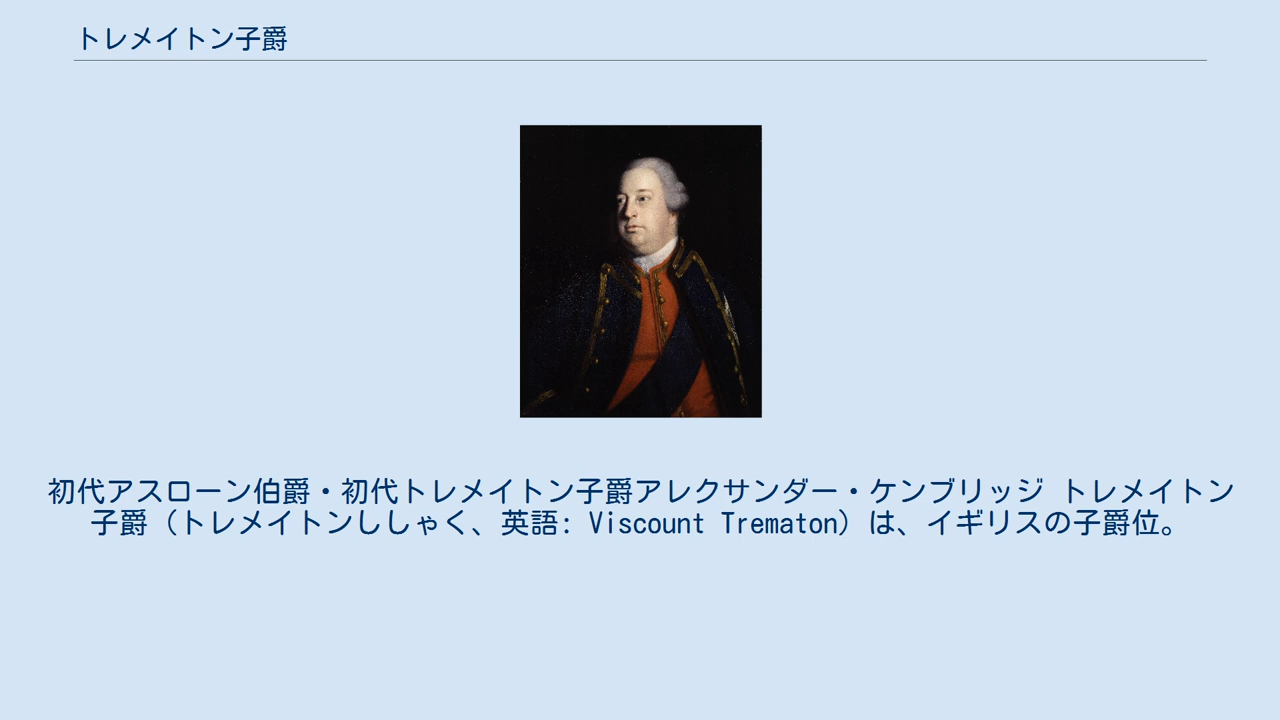 トレメイトン子爵
初代アスローン伯爵・初代トレメイトン子爵アレクサンダー・ケンブリッジ トレメイトン
子爵（トレメイトンししゃく、英語: Viscount Trematon）は、イギリスの子爵位。